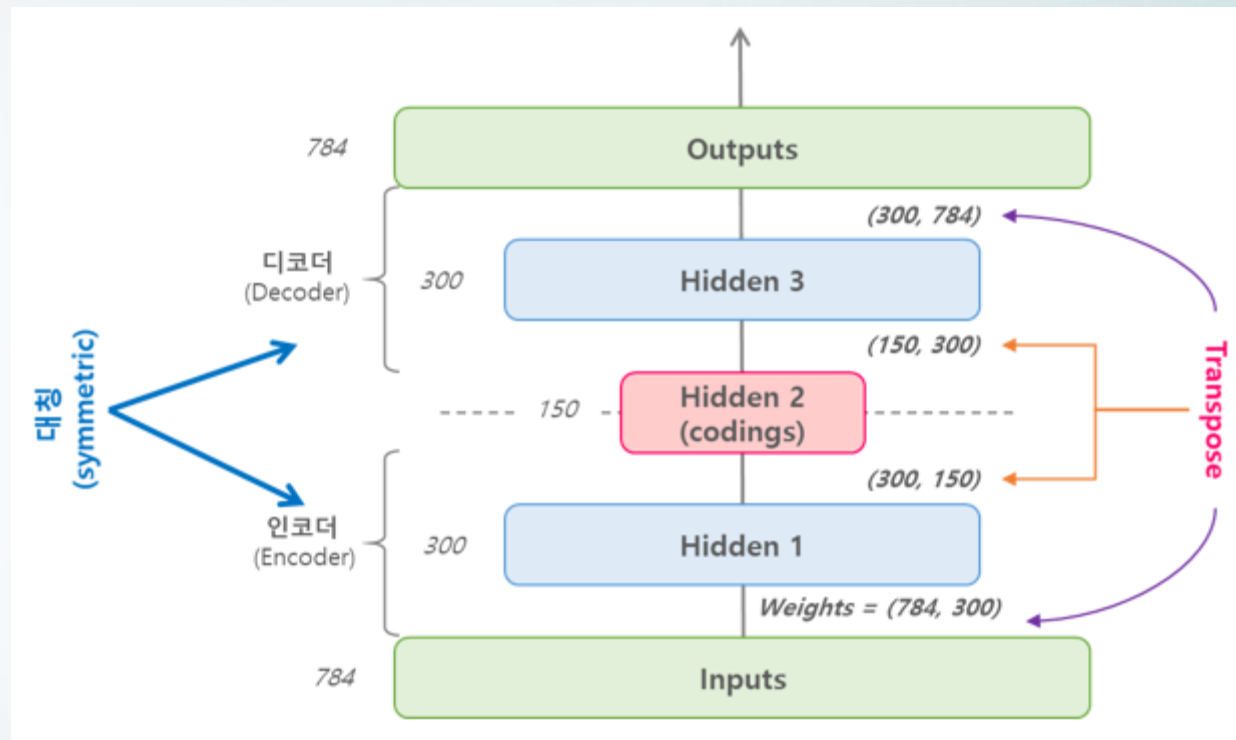 784
Outputs
(300, 784)
디코더
(Decoder)
300
Hidden 3
(150, 300)
대칭
(symmetric)
Transpose
150
Hidden 2
(codings)
(300, 150)
인코더
(Encoder)
300
Hidden 1
Weights = (784, 300)
784
Inputs